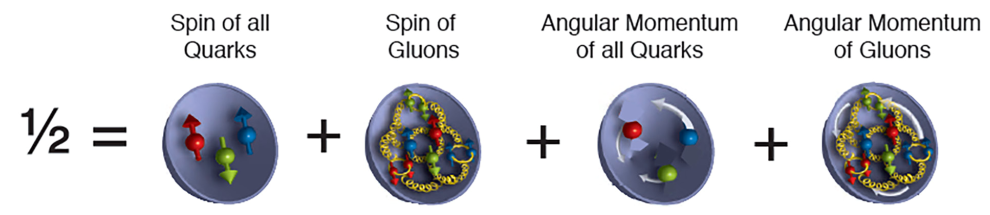 Spin of all
Quarks
Spin of
Gluons
Angular Momentum
of all Quarks
Angular Momentum
of Gluons
½ = + + +